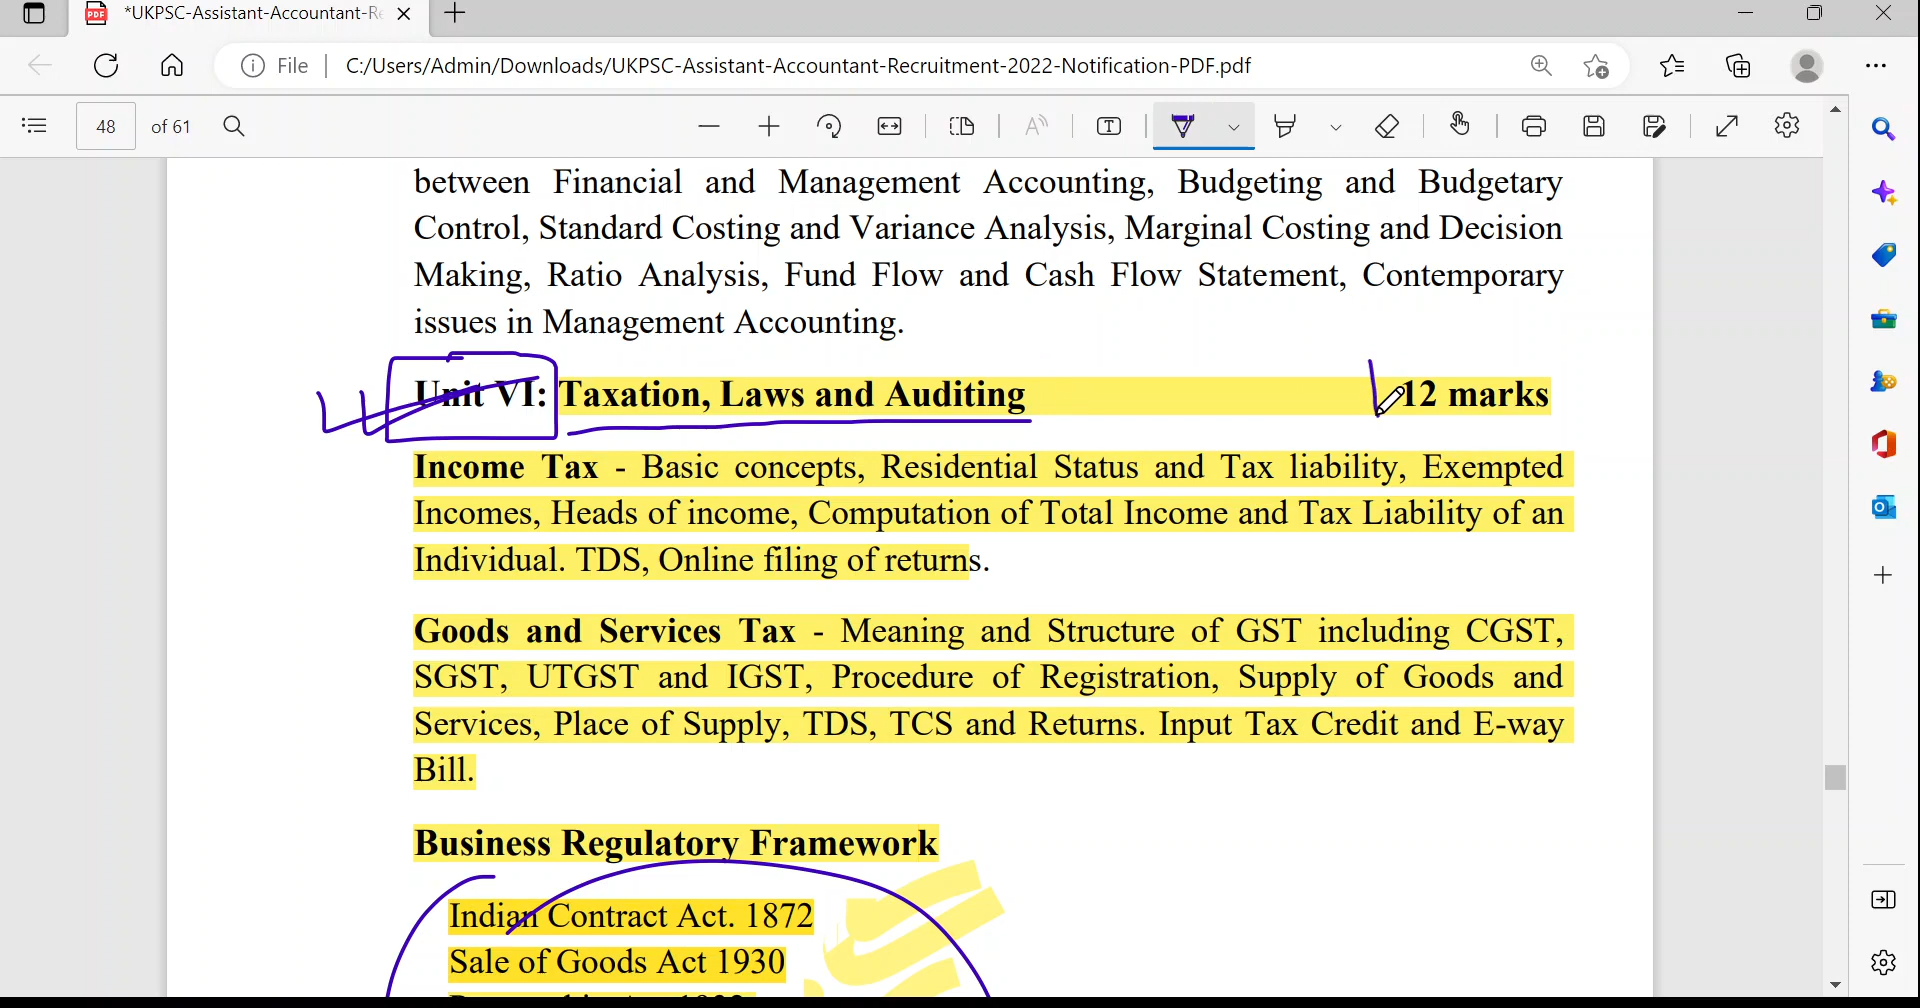 *UKPSC-Assistant-Accountant-Re
File
C:/Users/Admin/Downloads/UKPSC-Assistant-Accountant-Recruitment-2022-Notification-PDF.pdf
48 of 61
between Financial and Management Accounting, Budgeting and Budgetary
Control, Standard Costing and Variance Analysis, Marginal Costing and Decision
Making, Ratio Analysis, Fund Flow and Cash Flow Statement, Contemporary
issues in Management Accounting.
Unit VI: Taxation, Laws and Auditing 12 marks
Income Tax - Basic concepts, Residential Status and Tax liability, Exempted
Incomes, Heads of income, Computation of Total Income and Tax Liability of an
Individual. TDS, Online filing of returns.
Goods and Services Tax - Meaning and Structure of GST including CGST,
SGST, UTGST and IGST, Procedure of Registration, Supply of Goods and
Services, Place of Supply, TDS, TCS and Returns. Input Tax Credit and E-way
Bill.
Business Regulatory Framework
Indian Contract Act. 1872
Sale of Goods Act 1930